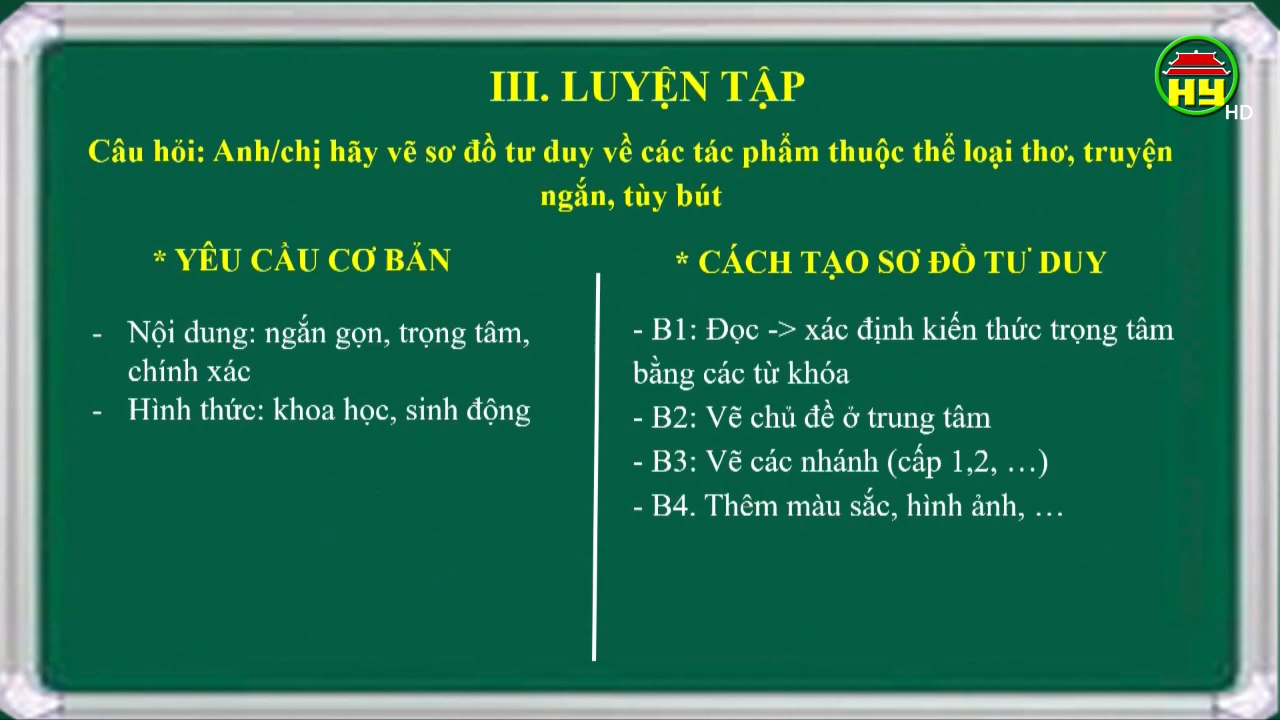 III. LUYỆN TẬP
HY
HD
Câu hỏi: Anh/chị hãy vẽ sơ đồ tư duy về các tác phẩm thuộc thể loại thơ, truyện
ngắn, tùy bút
* YÊU CẦU CƠ BẢN
- Nội dung: ngắn gọn, trọng tâm,
chính xác
- Hình thức: khoa học, sinh động
* CÁCH TẠO SƠ ĐỒ TƯ DUY
- B1: Đọc -> xác định kiến thức trọng tâm
bằng các từ khóa
- B2: Vẽ chủ đề ở trung tâm
- B3: Vẽ các nhánh (cấp 1,2, …)
- B4. Thêm màu sắc, hình ảnh, …